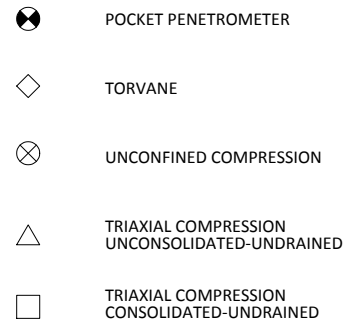 POCKET PENETROMETER
TORVANE
UNCONFINED COMPRESSION
TRIAXIAL COMPRESSION
UNCONSOLIDATED-UNDRAINED
TRIAXIAL COMPRESSION
CONSOLIDATED-UNDRAINED